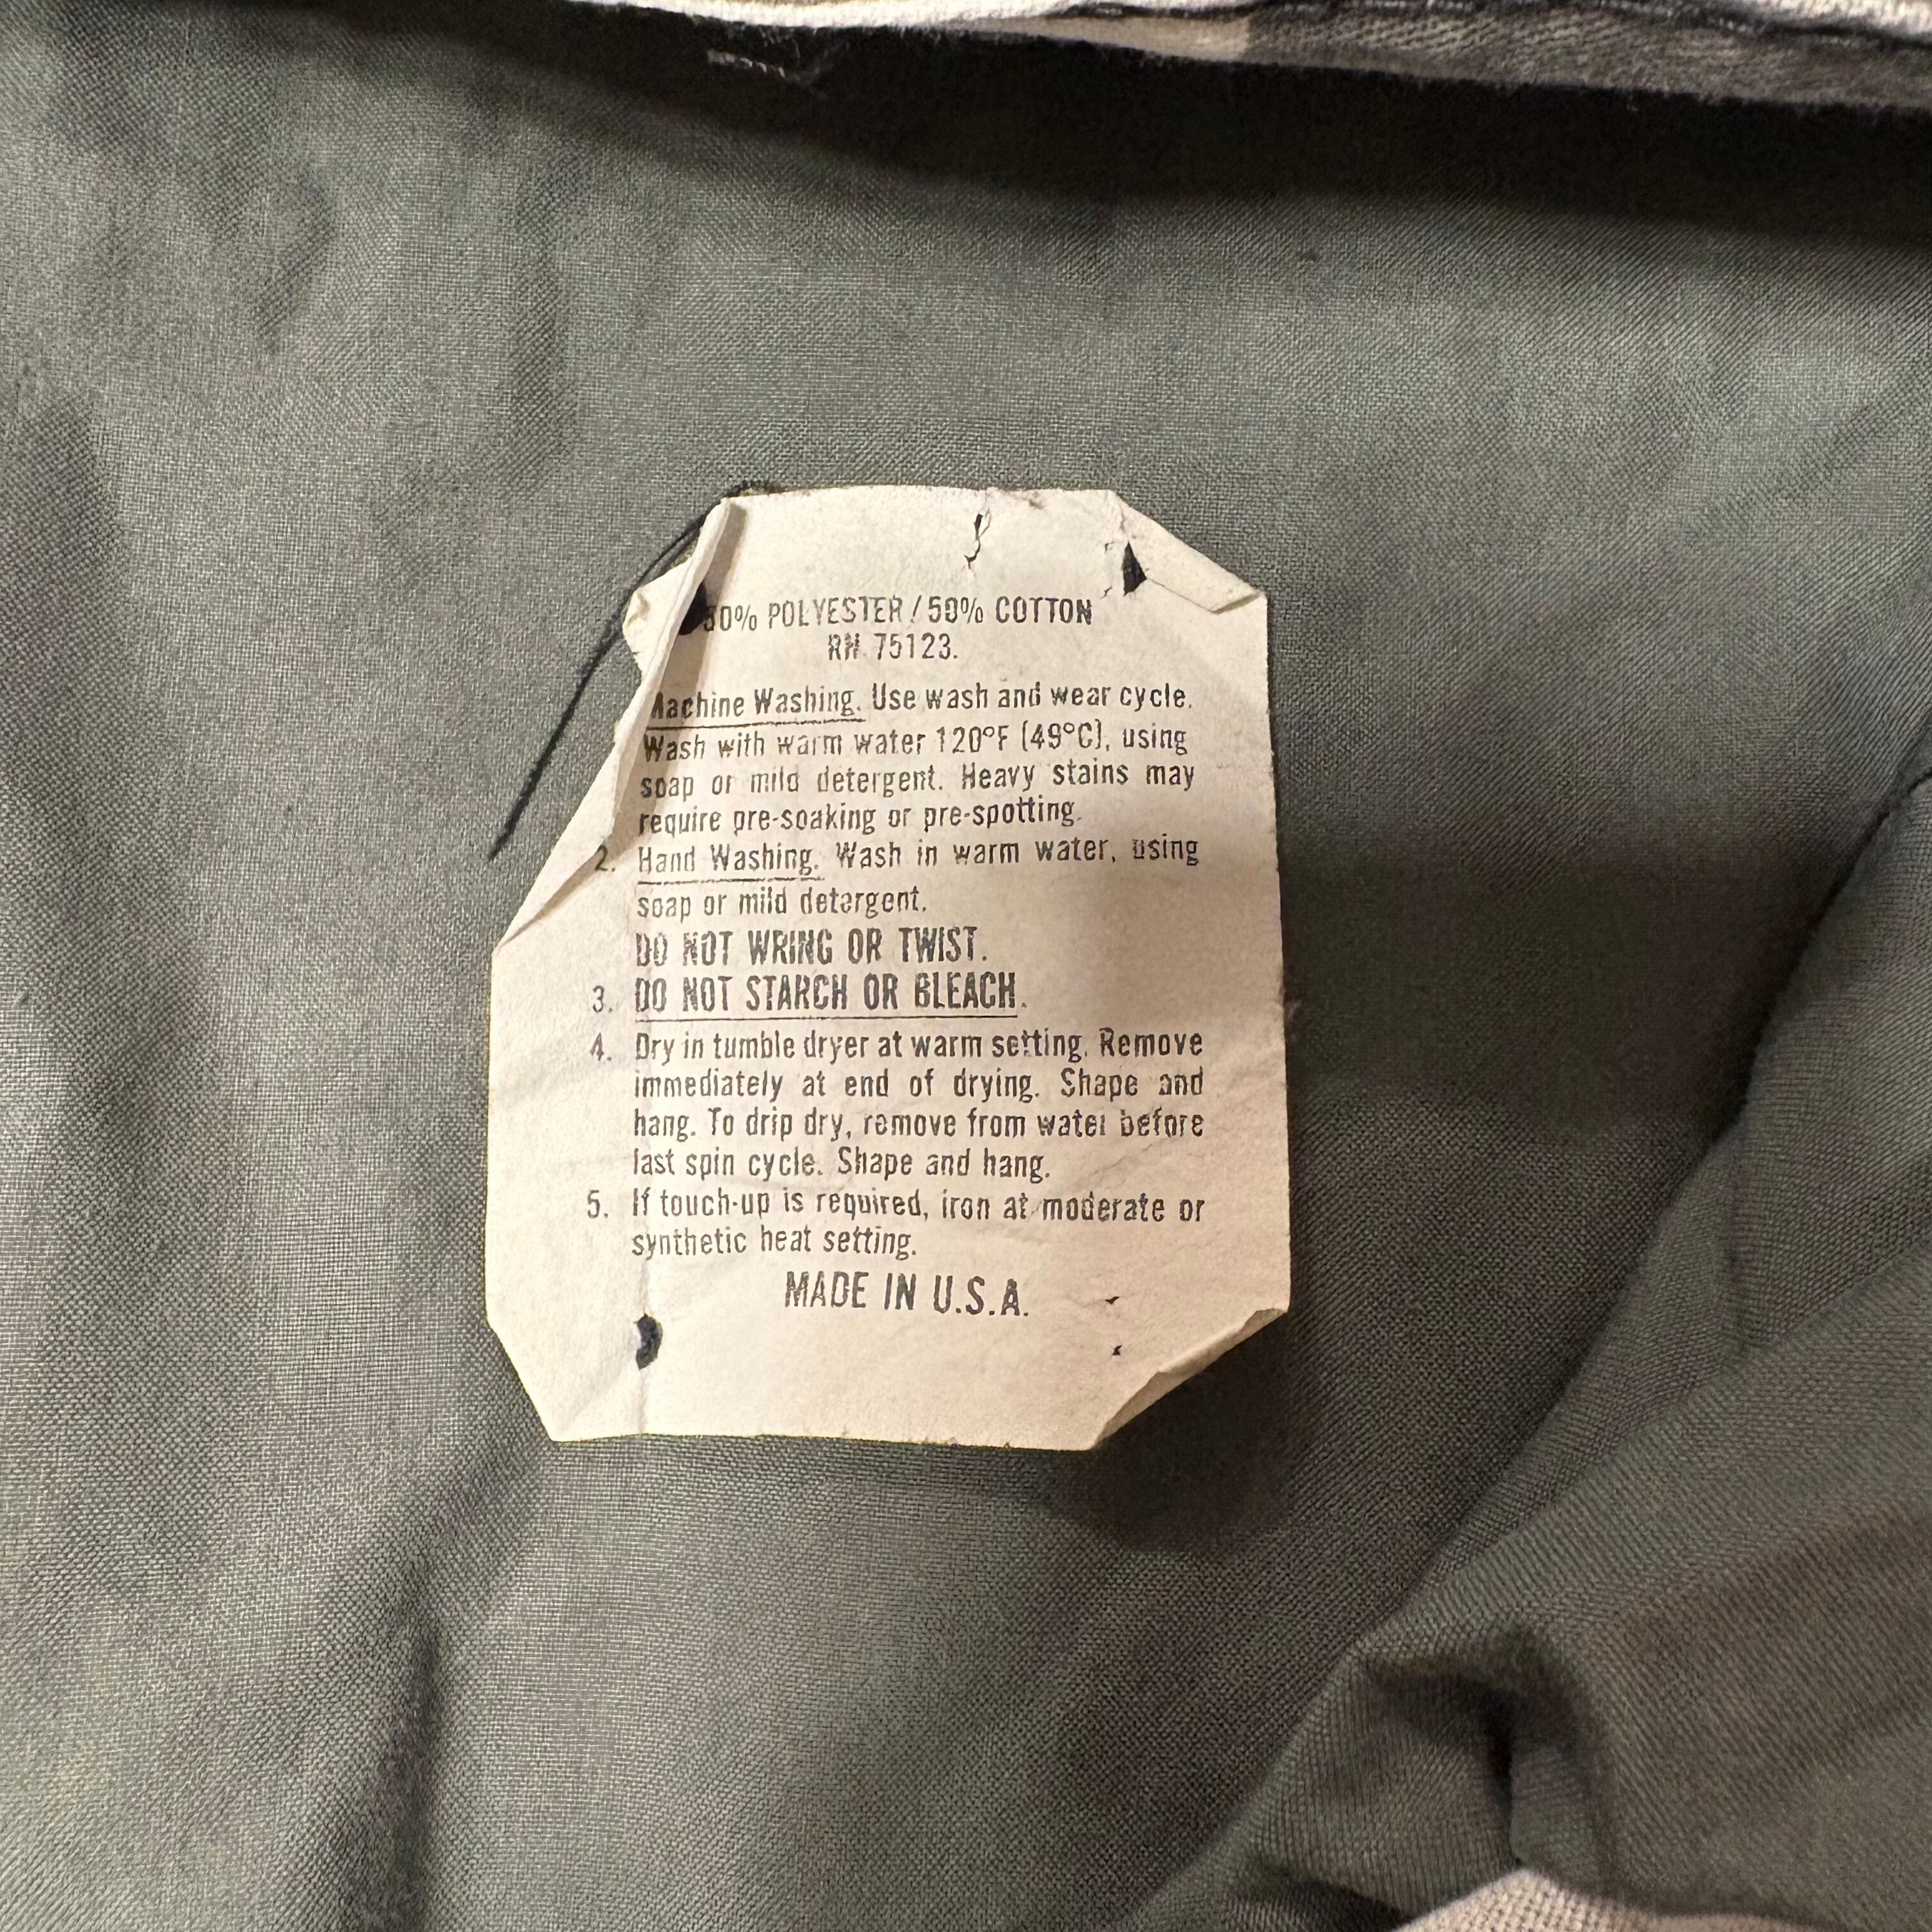 50% POLYESTER / 50% COTTON
RN 75123.
Machine Washing. Use wash and wear cycle.
Wash with warm water 120°F (49°C), using
soap or mild detergent. Heavy stains may
require pre-soaking or pre-spotting.
2. Hand Washing. Wash in warm water, using
soap or mild detergent.
DO NOT WRING OR TWIST.
3. DO NOT STARCH OR BLEACH.
4. Dry in tumble dryer at warm setting. Remove
immediately at end of drying. Shape and
hang. To drip dry, remove from water before
last spin cycle. Shape and hang.
5. If touch-up is required, iron at moderate or
synthetic heat setting.
MADE IN U.S.A.